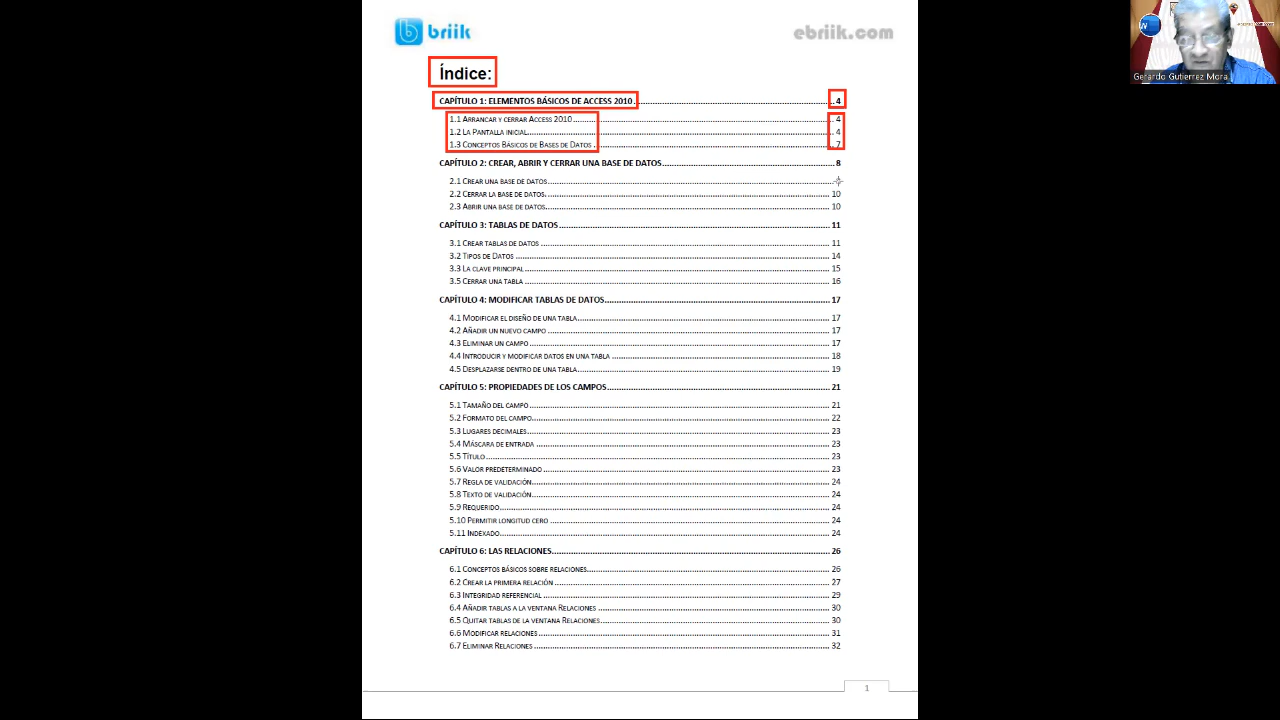 briik
ebriik.com
Gerardo Gutierrez Mora
Índice:
CAPÍTULO 1: ELEMENTOS BÁSICOS DE ACCESS 2010 4
1.1 ARRANCAR Y CERRAR ACCESS 2010 4
1.2 LA PANTALLA INICIAL 4
1.3 CONCEPTOS BÁSICOS DE BASES DE DATOS 7
CAPÍTULO 2: CREAR, ABRIR Y CERRAR UNA BASE DE DATOS 8
2.1 CREAR UNA BASE DE DATOS
2.2 CERRAR LA BASE DE DATOS 10
2.3 ABRIR UNA BASE DE DATOS 10
CAPÍTULO 3: TABLAS DE DATOS 11
3.1 CREAR TABLAS DE DATOS 11
3.2 TIPOS DE DATOS 14
3.3 LA CLAVE PRINCIPAL 15
3.5 CERRAR UNA TABLA 16
CAPÍTULO 4: MODIFICAR TABLAS DE DATOS 17
4.1 MODIFICAR EL DISEÑO DE UNA TABLA 17
4.2 AÑADIR UN NUEVO CAMPO 17
4.3 ELIMINAR UN CAMPO 17
4.4 INTRODUCIR Y MODIFICAR DATOS EN UNA TABLA 18
4.5 DESPLAZARSE DENTRO DE UNA TABLA 19
CAPÍTULO 5: PROPIEDADES DE LOS CAMPOS 21
5.1 TAMAÑO DEL CAMPO 21
5.2 FORMATO DEL CAMPO 22
5.3 LUGARES DECIMALES 23
5.4 MÁSCARA DE ENTRADA 23
5.5 TÍTULO 23
5.6 VALOR PREDETERMINADO 23
5.7 REGLA DE VALIDACIÓN 24
5.8 TEXTO DE VALIDACIÓN 24
5.9 REQUERIDO 24
5.10 PERMITIR LONGITUD CERO 24
5.11 INDEXADO 24
CAPÍTULO 6: LAS RELACIONES 26
6.1 CONCEPTOS BÁSICOS SOBRE RELACIONES 26
6.2 CREAR LA PRIMERA RELACIÓN 27
6.3 INTEGRIDAD REFERENCIAL 29
6.4 AÑADIR TABLAS A LA VENTANA RELACIONES 30
6.5 QUITAR TABLAS DE LA VENTANA RELACIONES 30
6.6 MODIFICAR RELACIONES 31
6.7 ELIMINAR RELACIONES 32
1